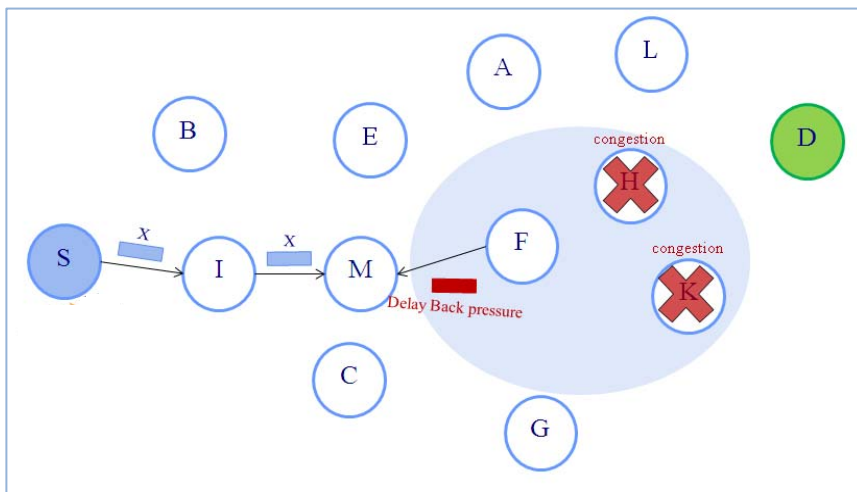 L
A
B
E
D
congestion
H
X
X
F
S
I
M
congestion
K
Delay Back pressure
C
G